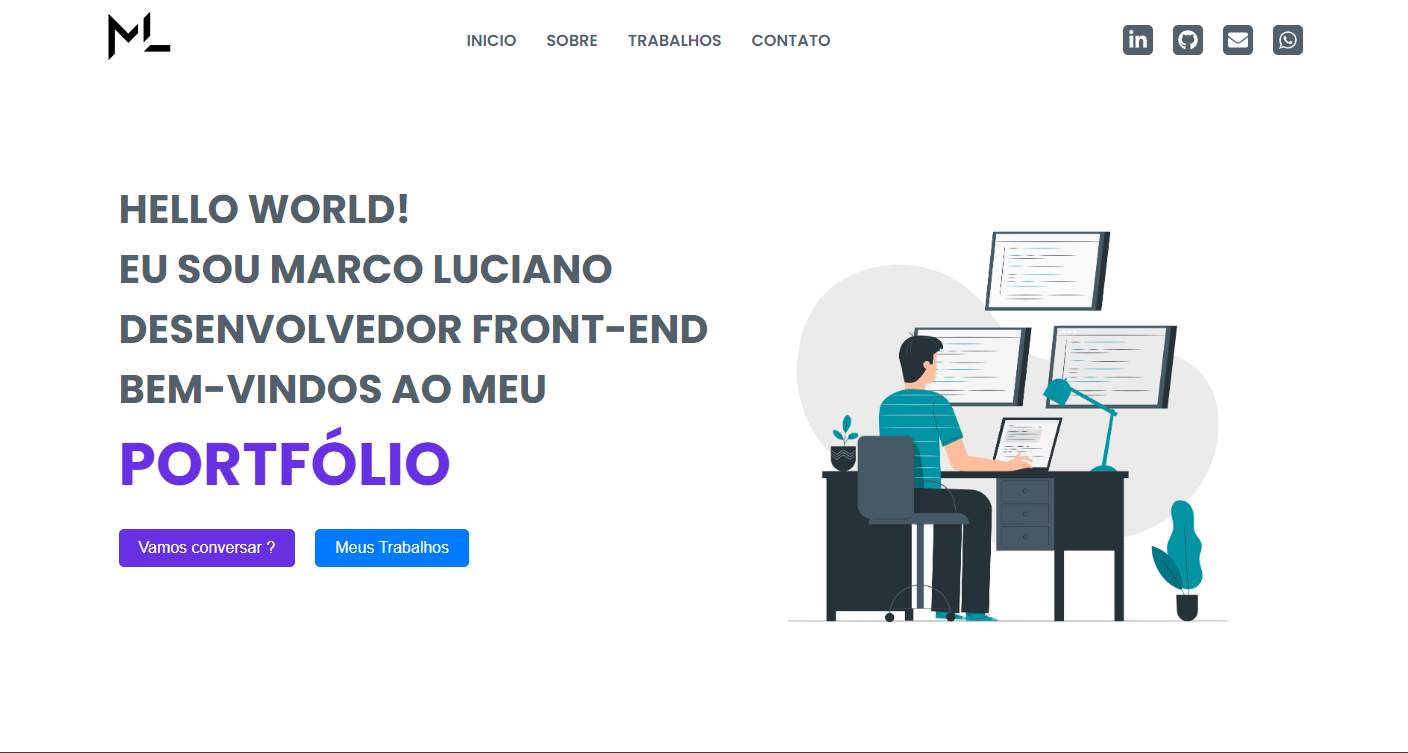 ML
INICIO SOBRE TRABALHOS CONTATO
in
HELLO WORLD!
EU SOU MARCO LUCIANO
DESENVOLVEDOR FRONT-END
BEM-VINDOS AO MEU
PORTFÓLIO
Vamos conversar ? Meus Trabalhos